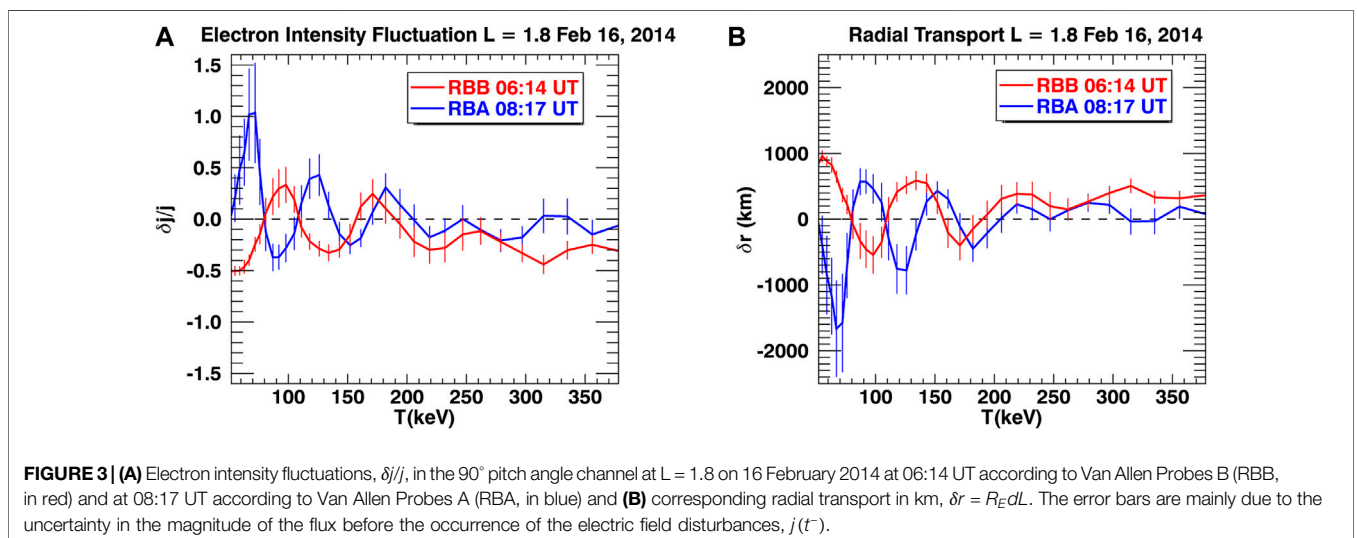 A Electron Intensity Fluctuation L = 1.8 Feb 16, 2014
1.5
1.0
0.5
0.0
-0.5
-1.0
-1.5
δj/j
RBB 06:14 UT
RBA 08:17 UT
100 150 200 250 300 350
T(keV)
B Radial Transport L = 1.8 Feb 16, 2014
2000
1000
0
-1000
-2000
δr (km)
RBB 06:14 UT
RBA 08:17 UT
100 150 200 250 300 350
T(keV)
FIGURE 3 | (A) Electron intensity fluctuations, δj/j, in the 90° pitch angle channel at L = 1.8 on 16 February 2014 at 06:14 UT according to Van Allen Probes B (RBB,
in red) and at 08:17 UT according to Van Allen Probes A (RBA, in blue) and (B) corresponding radial transport in km, δr = R_E dL. The error bars are mainly due to the
uncertainty in the magnitude of the flux before the occurrence of the electric field disturbances, j(t⁻).